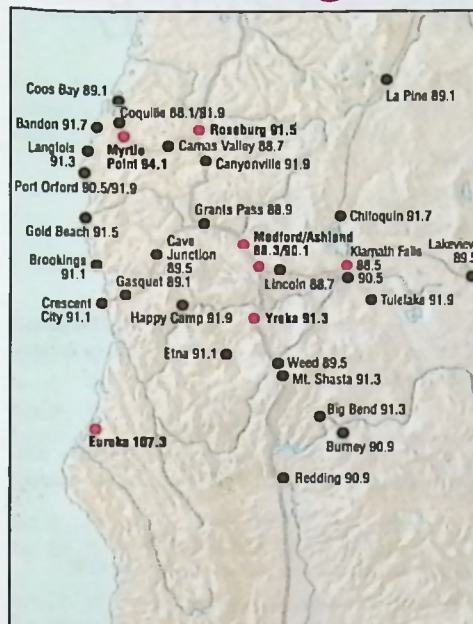 Coos Bay 89.1
La Pine 89.1
Coquille 88.1/91.9
Bandon 91.7
Roseburg 91.5
Langlois
91.3
Myrtle
Point 94.1
Camas Valley 88.7
Canyonville 91.9
Port Orford 90.5/91.9
Grants Pass 88.9
Gold Beach 91.5
Chiloquin 91.7
Cave
Junction
89.5
Medford/Ashland
88.3/90.1
Klamath Falls
88.5
90.5
Lakeview
89.5
Brookings
91.1
Lincoln 88.7
Gasquet 89.1
Crescent
City 91.1
Happy Camp 91.9
Tulelake 91.9
Yreka 91.3
Etna 91.1
Weed 89.5
Mt. Shasta 91.3
Big Bend 91.3
Eureka 107.3
Burney 90.9
Redding 90.9